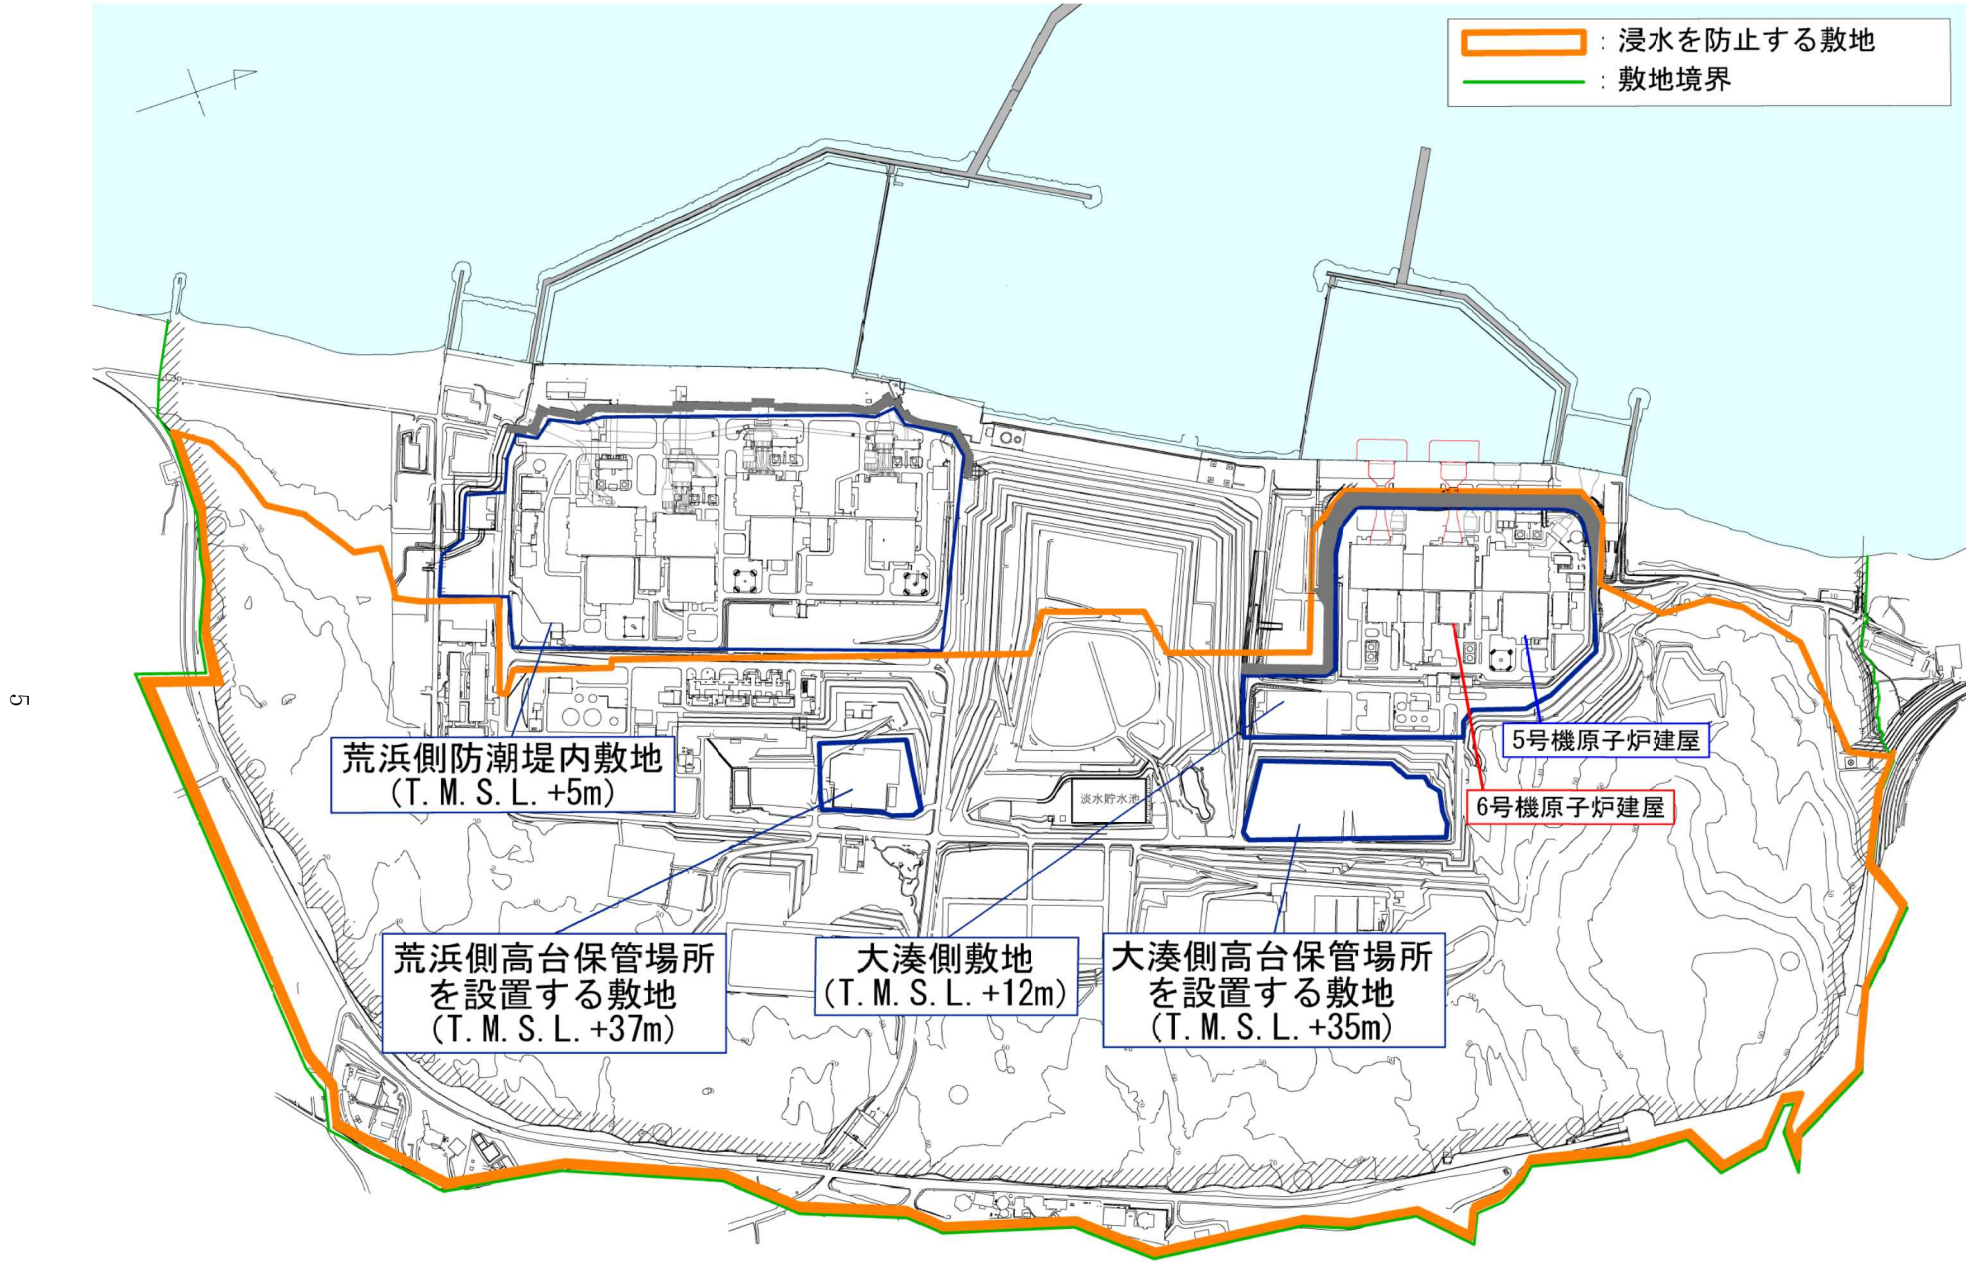 ：浸水を防止する敷地
：敷地境界
5号機原子炉建屋
荒浜側防潮堤内敷地
(T.M.S.L.+5m)
淡水貯水池
6号機原子炉建屋
荒浜側高台保管場所
を設置する敷地
(T.M.S.L.+37m)
大湊側敷地
(T.M.S.L.+12m)
大湊側高台保管場所
を設置する敷地
(T.M.S.L.+35m)
5